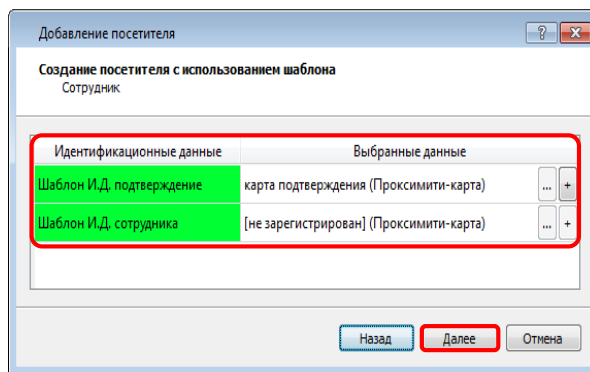 Добавление посетителя
?
Создание посетителя с использованием шаблона
Сотрудник
Идентификационные данные Выбранные данные
Шаблон И.Д. подтверждение карта подтверждения (Проксимити-карта) ... +
Шаблон И.Д. сотрудника [не зарегистрирован] (Проксимити-карта) ... +
Назад Далее Отмена